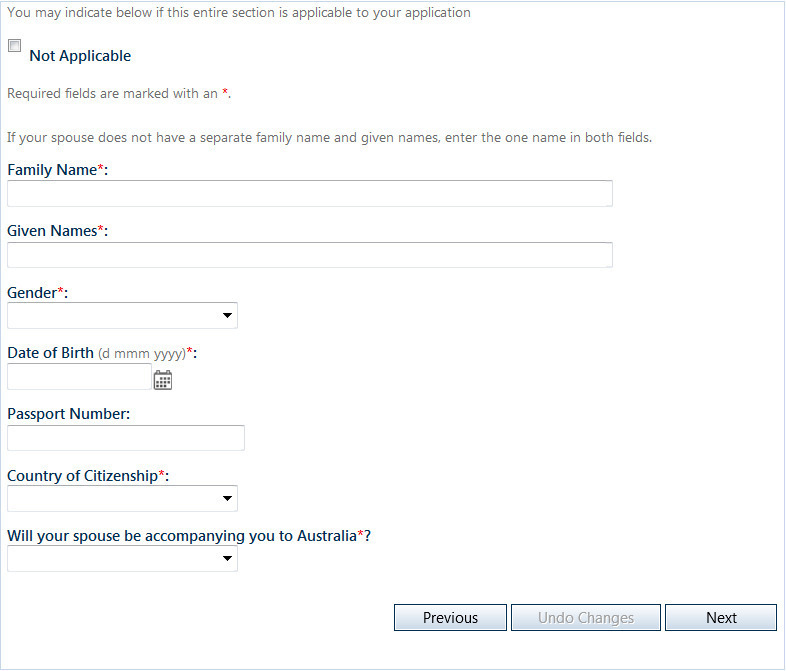 You may indicate below if this entire section is applicable to your application
Not Applicable
Required fields are marked with an *.
If your spouse does not have a separate family name and given names, enter the one name in both fields.
Family Name*:
Given Names*:
Gender*:
Date of Birth (d mmm yyyy)*:
Passport Number:
Country of Citizenship*:
Will your spouse be accompanying you to Australia*?
Previous Undo Changes Next